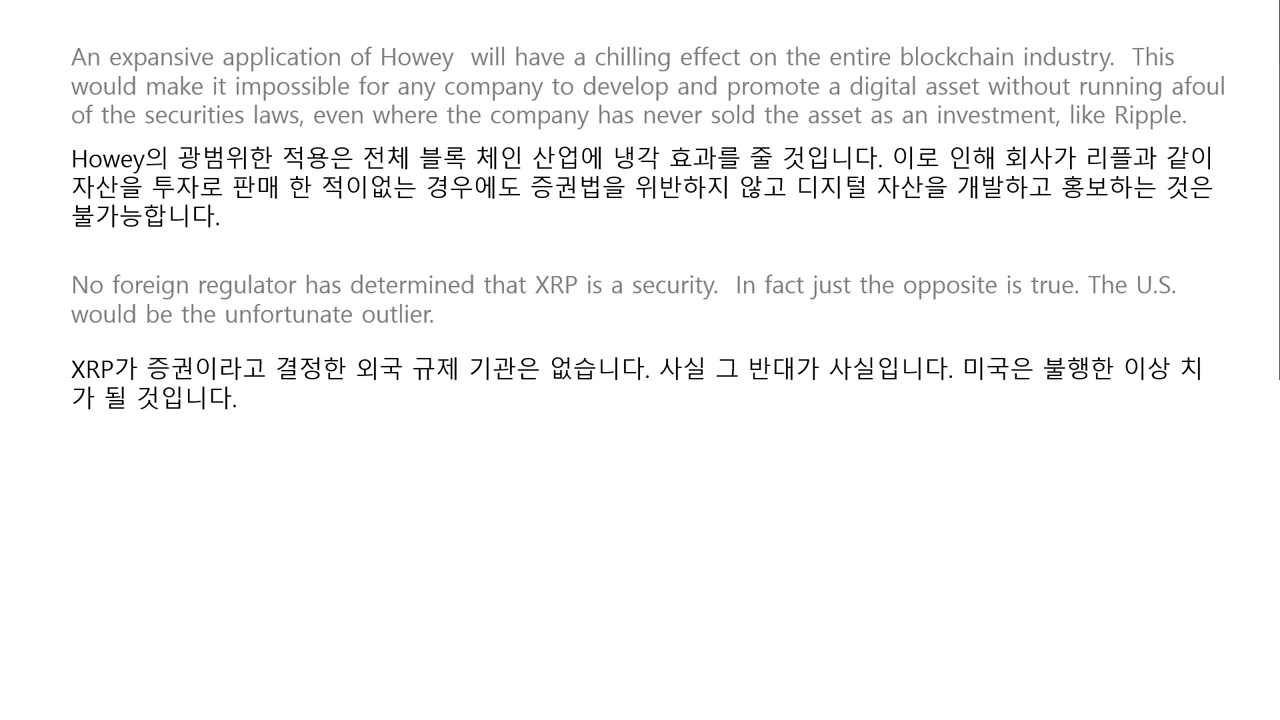 An expansive application of Howey  will have a chilling effect on the entire blockchain industry.  This
would make it impossible for any company to develop and promote a digital asset without running afoul
of the securities laws, even where the company has never sold the asset as an investment, like Ripple.
Howey의 광범위한 적용은 전체 블록 체인 산업에 냉각 효과를 줄 것입니다. 이로 인해 회사가 리플과 같이
자산을 투자로 판매 한 적이없는 경우에도 증권법을 위반하지 않고 디지털 자산을 개발하고 홍보하는 것은
불가능합니다.
No foreign regulator has determined that XRP is a security.  In fact just the opposite is true. The U.S.
would be the unfortunate outlier.
XRP가 증권이라고 결정한 외국 규제 기관은 없습니다. 사실 그 반대가 사실입니다. 미국은 불행한 이상 치
가 될 것입니다.